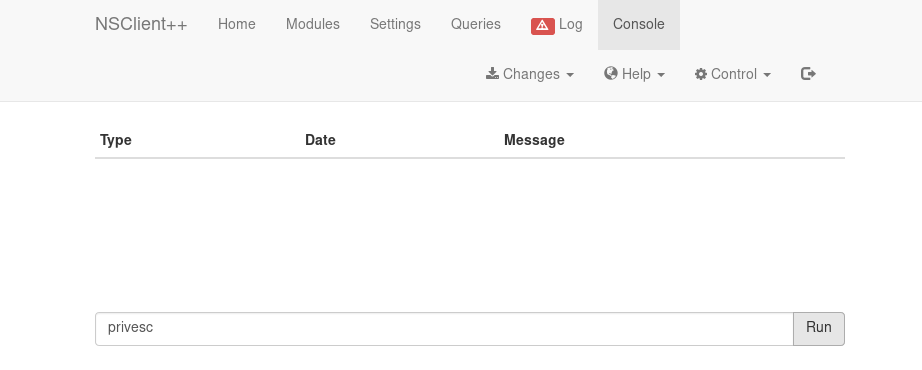 NSClient++ Home Modules Settings Queries Log Console
Changes Help Control
Type Date Message
privesc Run